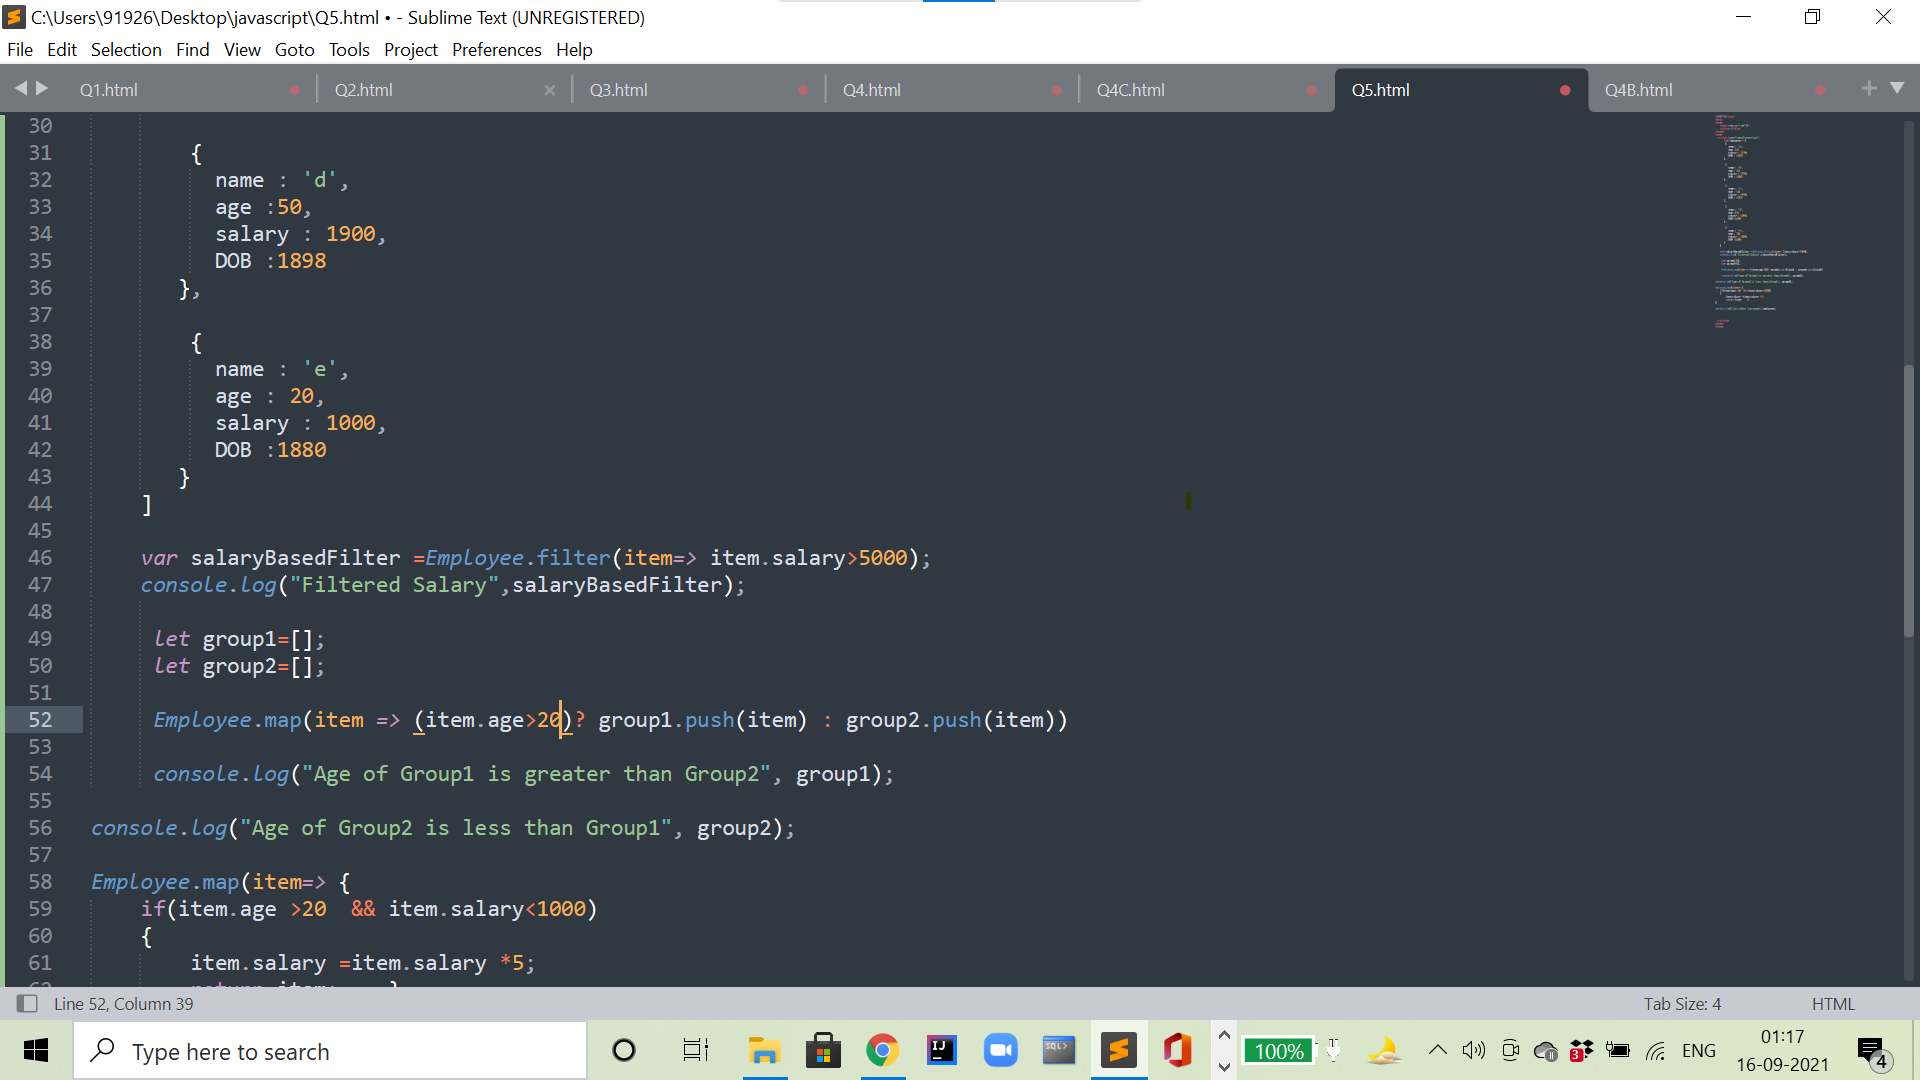 C:\Users\91926\Desktop\javascript\Q5.html • - Sublime Text (UNREGISTERED)
File Edit Selection Find View Goto Tools Project Preferences Help
Q1.html Q2.html Q3.html Q4.html Q4C.html Q5.html Q4B.html
30
31 {
32 name : 'd',
33 age :50,
34 salary : 1900,
35 DOB :1898
36 },
37
38 {
39 name : 'e',
40 age : 20,
41 salary : 1000,
42 DOB :1880
43 }
44 ]
45
46 var salaryBasedFilter =Employee.filter(item=> item.salary>5000);
47 console.log("Filtered Salary",salaryBasedFilter);
48
49 let group1=[];
50 let group2=[];
51
52 Employee.map(item => (item.age>20)? group1.push(item) : group2.push(item))
53
54 console.log("Age of Group1 is greater than Group2", group1);
55
56 console.log("Age of Group2 is less than Group1", group2);
57
58 Employee.map(item=> {
59 if(item.age >20 && item.salary<1000)
60 {
61 item.salary =item.salary *5;
Line 52, Column 39 Tab Size: 4 HTML
Type here to search
IJ
SQL>
100%
3
ENG
01:17
16-09-2021
4